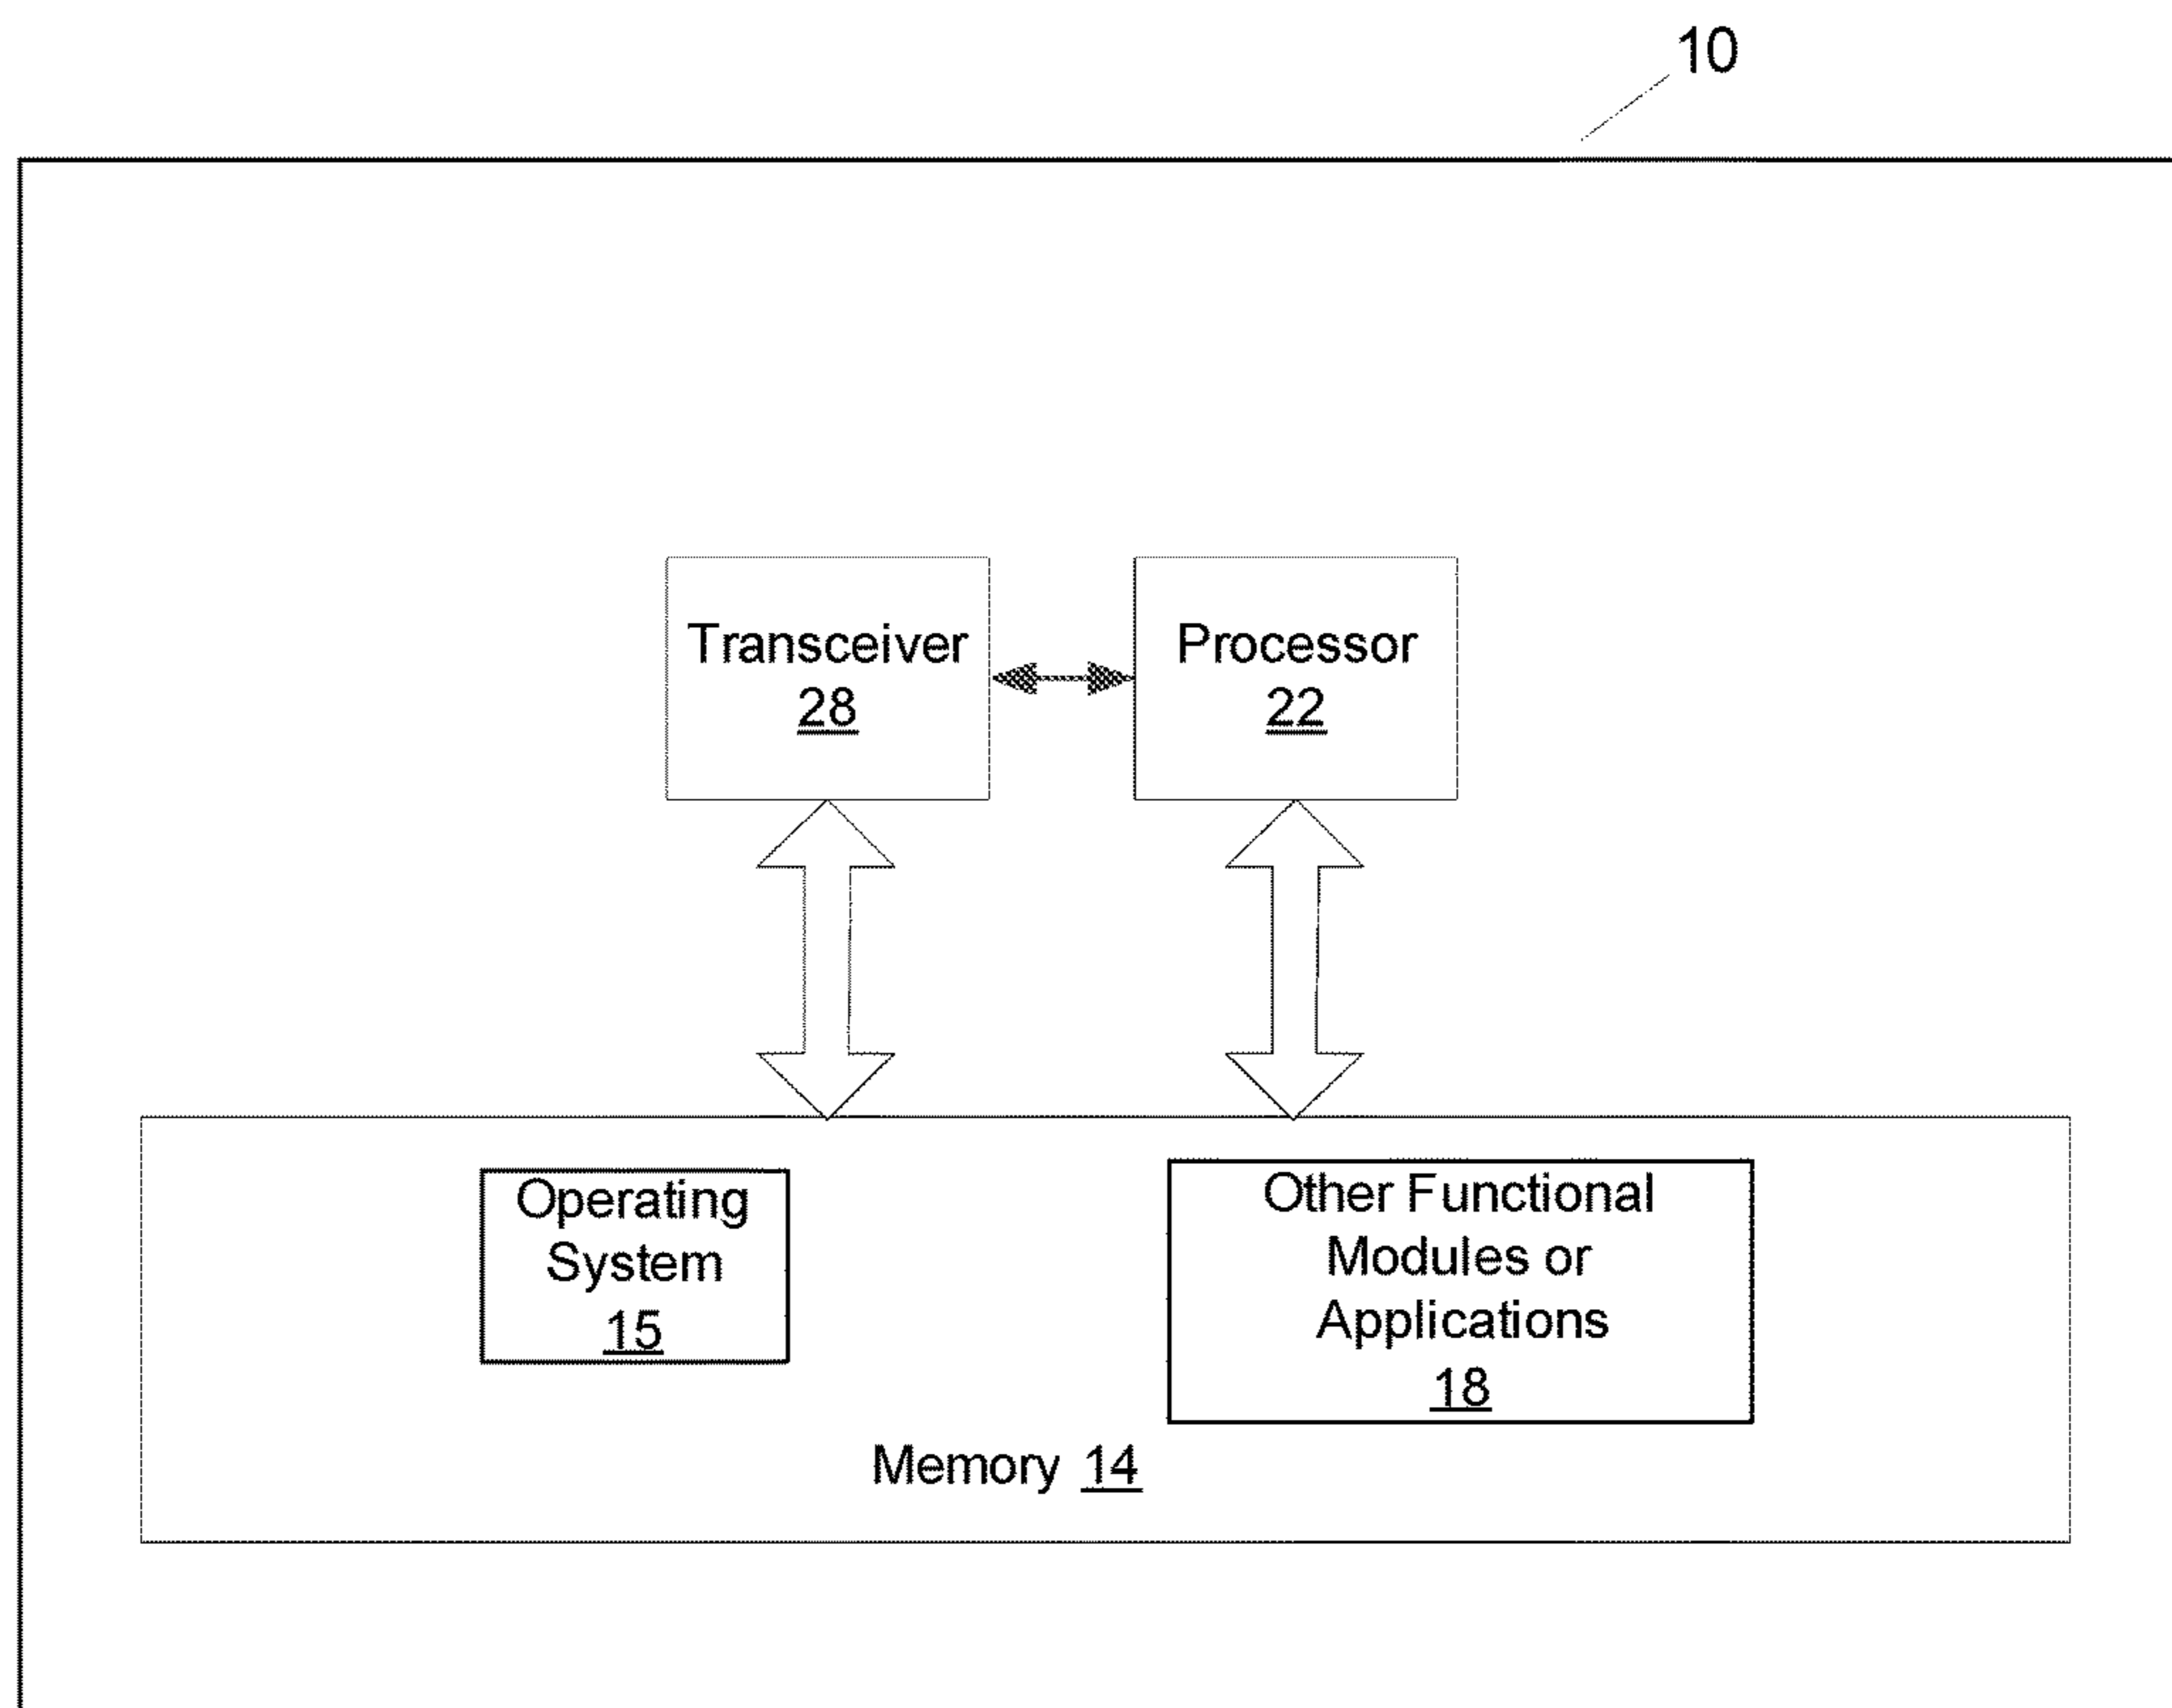 10
Transceiver
28
Processor
22
Operating
System
15
Other Functional
Modules or
Applications
18
Memory 14